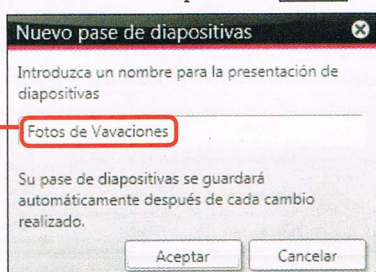 Nuevo pase de diapositivas
Introduzca un nombre para la presentación de
diapositivas
Fotos de Vavaciones
Su pase de diapositivas se guardará
automáticamente después de cada cambio
realizado.
Aceptar
Cancelar